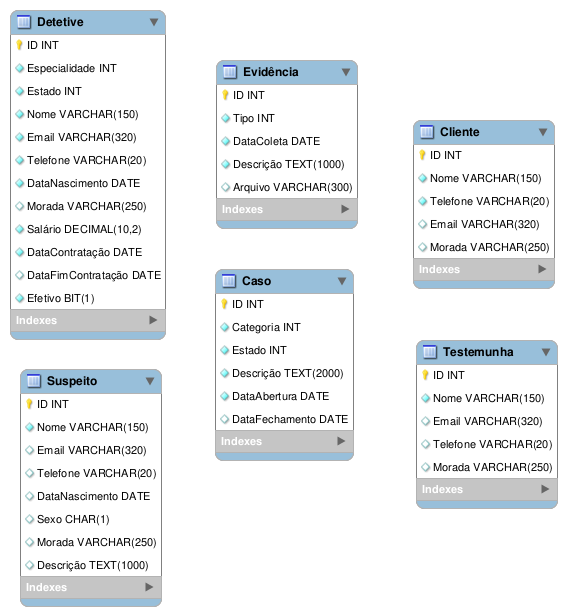 Detetive
ID INT
Especialidade INT
Estado INT
Nome VARCHAR(150)
Email VARCHAR(320)
Telefone VARCHAR(20)
DataNascimento DATE
Morada VARCHAR(250)
Salário DECIMAL(10,2)
DataContratação DATE
DataFimContratação DATE
Efetivo BIT(1)
Indexes
Evidência
ID INT
Tipo INT
DataColeta DATE
Descrição TEXT(1000)
Arquivo VARCHAR(300)
Indexes
Cliente
ID INT
Nome VARCHAR(150)
Telefone VARCHAR(20)
Email VARCHAR(320)
Morada VARCHAR(250)
Indexes
Caso
ID INT
Categoria INT
Estado INT
Descrição TEXT(2000)
DataAbertura DATE
DataFechamento DATE
Indexes
Suspeito
ID INT
Nome VARCHAR(150)
Email VARCHAR(320)
Telefone VARCHAR(20)
DataNascimento DATE
Sexo CHAR(1)
Morada VARCHAR(250)
Descrição TEXT(1000)
Indexes
Testemunha
ID INT
Nome VARCHAR(150)
Email VARCHAR(320)
Telefone VARCHAR(20)
Morada VARCHAR(250)
Indexes